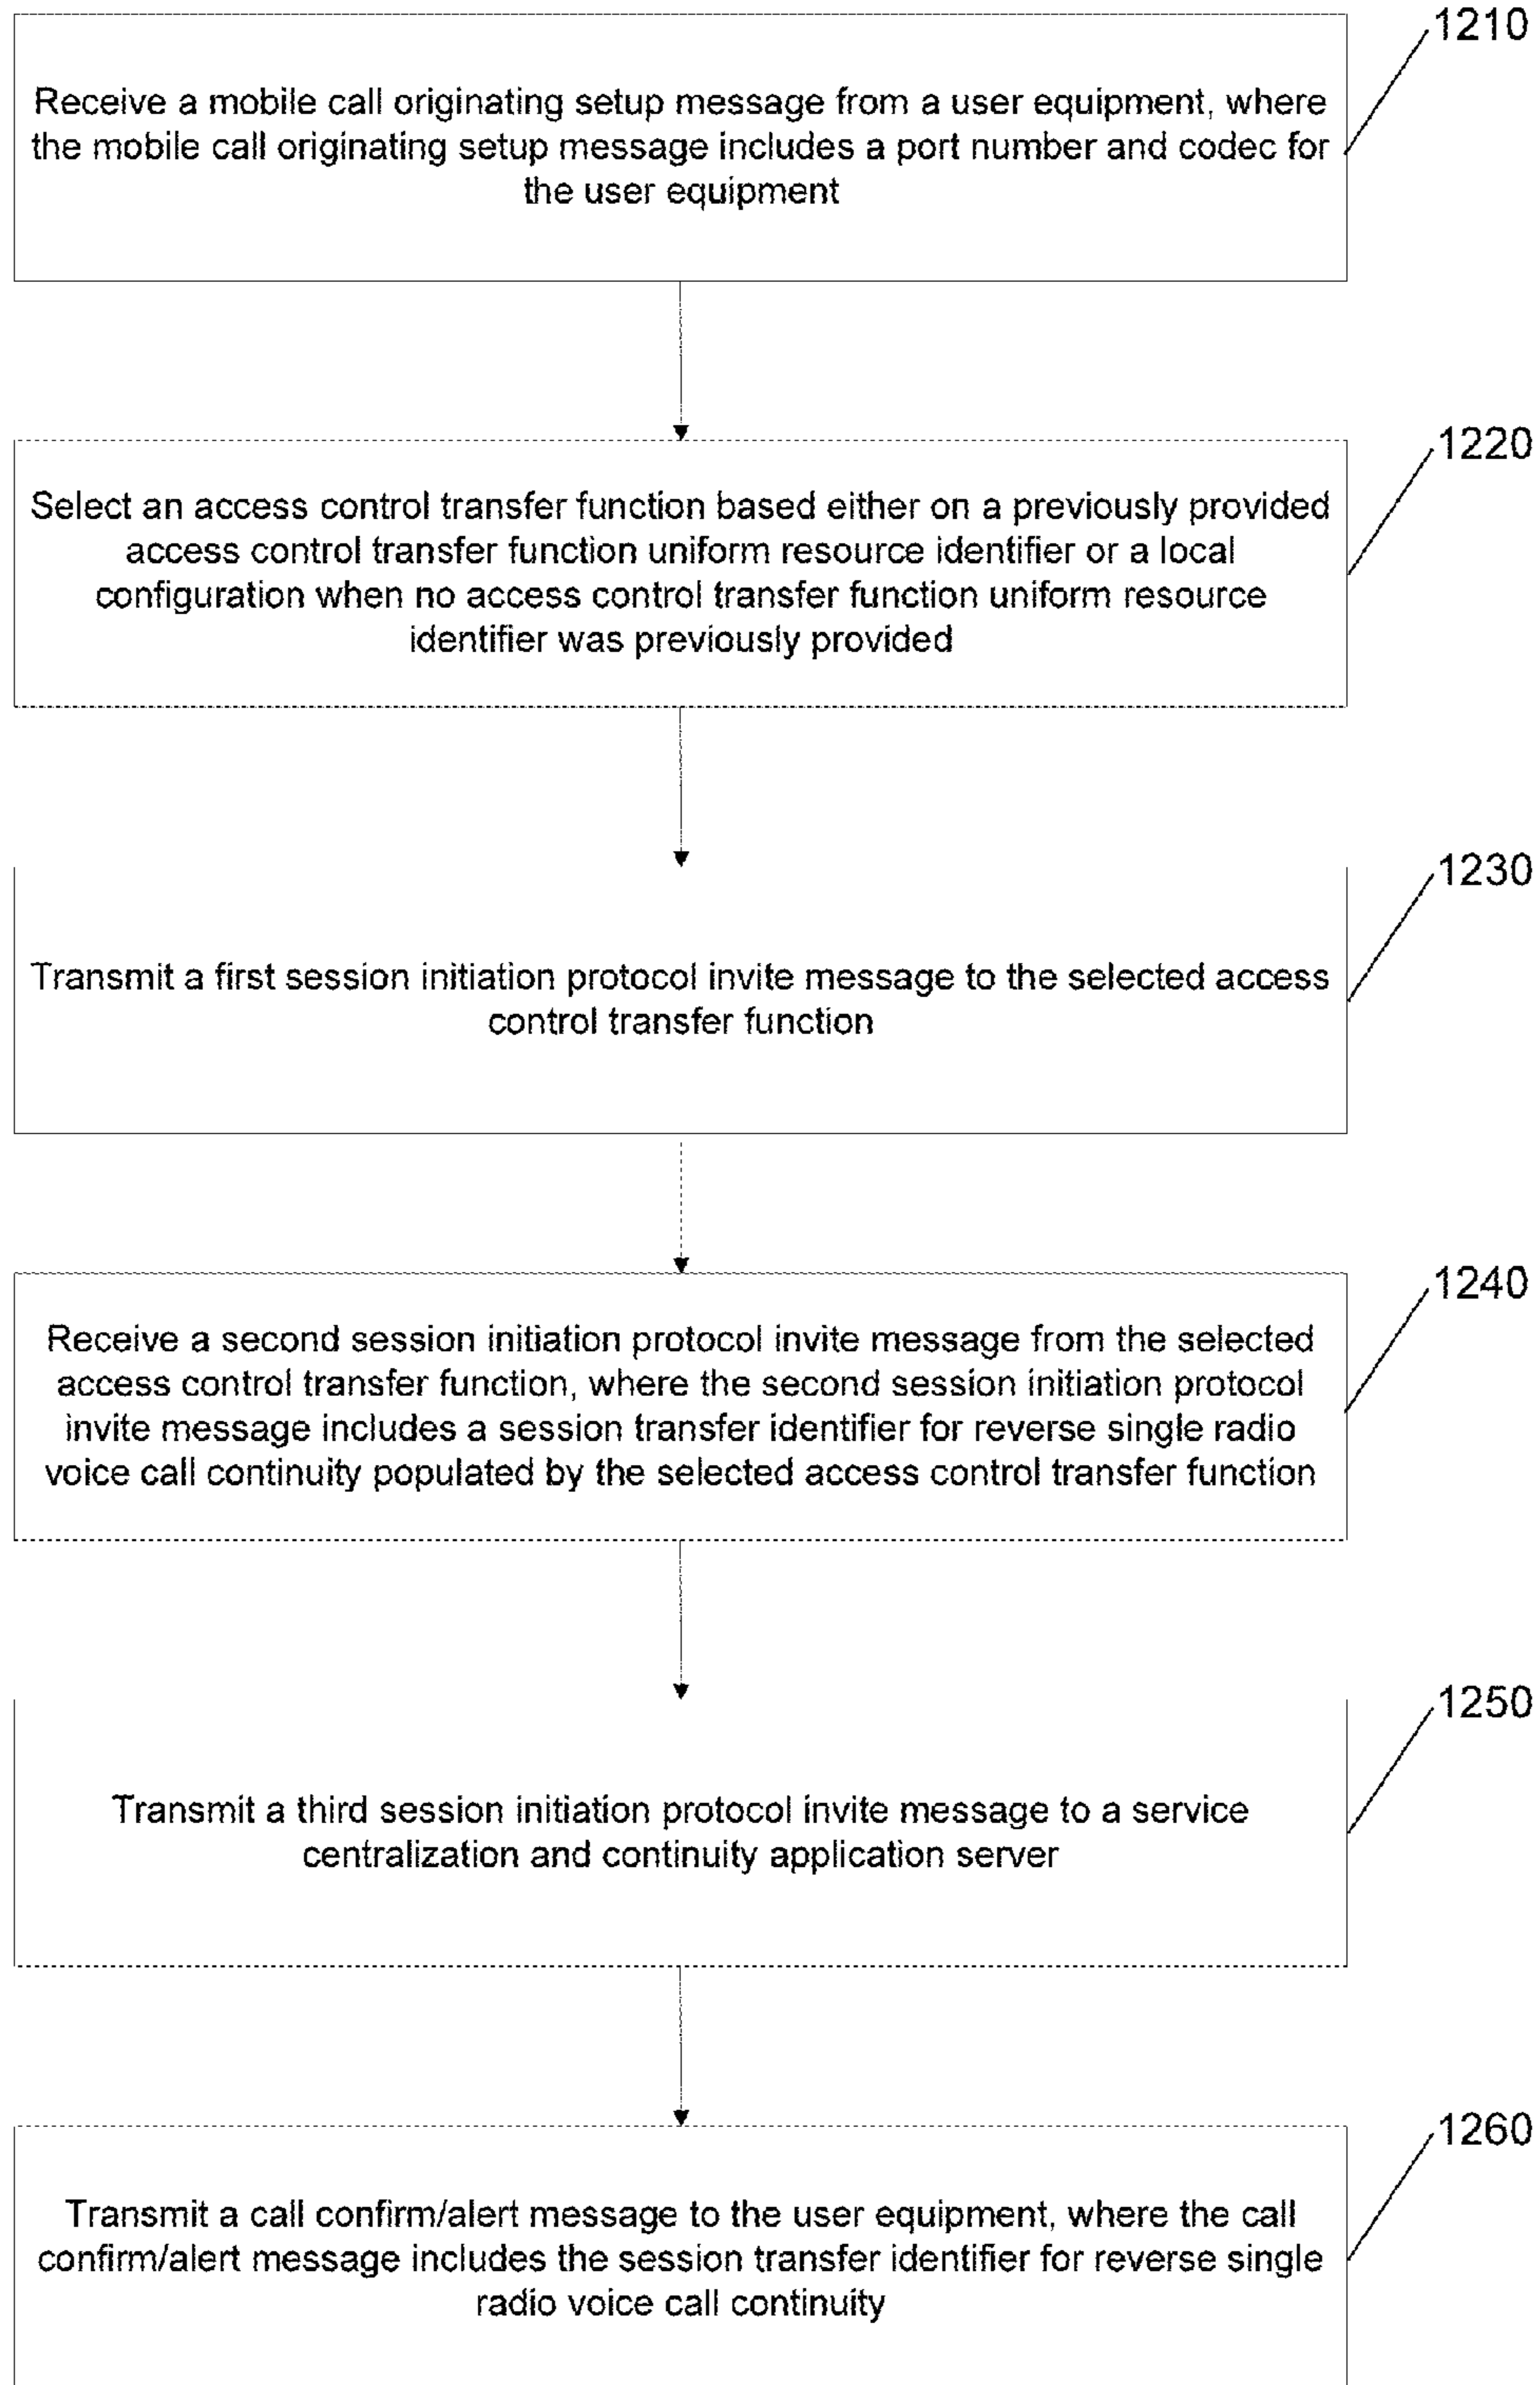 1210
Receive a mobile call originating setup message from a user equipment, where
the mobile call originating setup message includes a port number and codec for
the user equipment
1220
Select an access control transfer function based either on a previously provided
access control transfer function uniform resource identifier or a local
configuration when no access control transfer function uniform resource
identifier was previously provided
1230
Transmit a first session initiation protocol invite message to the selected access
control transfer function
1240
Receive a second session initiation protocol invite message from the selected
access control transfer function, where the second session initiation protocol
invite message includes a session transfer identifier for reverse single radio
voice call continuity populated by the selected access control transfer function
1250
Transmit a third session initiation protocol invite message to a service
centralization and continuity application server
1260
Transmit a call confirm/alert message to the user equipment, where the call
confirm/alert message includes the session transfer identifier for reverse single
radio voice call continuity